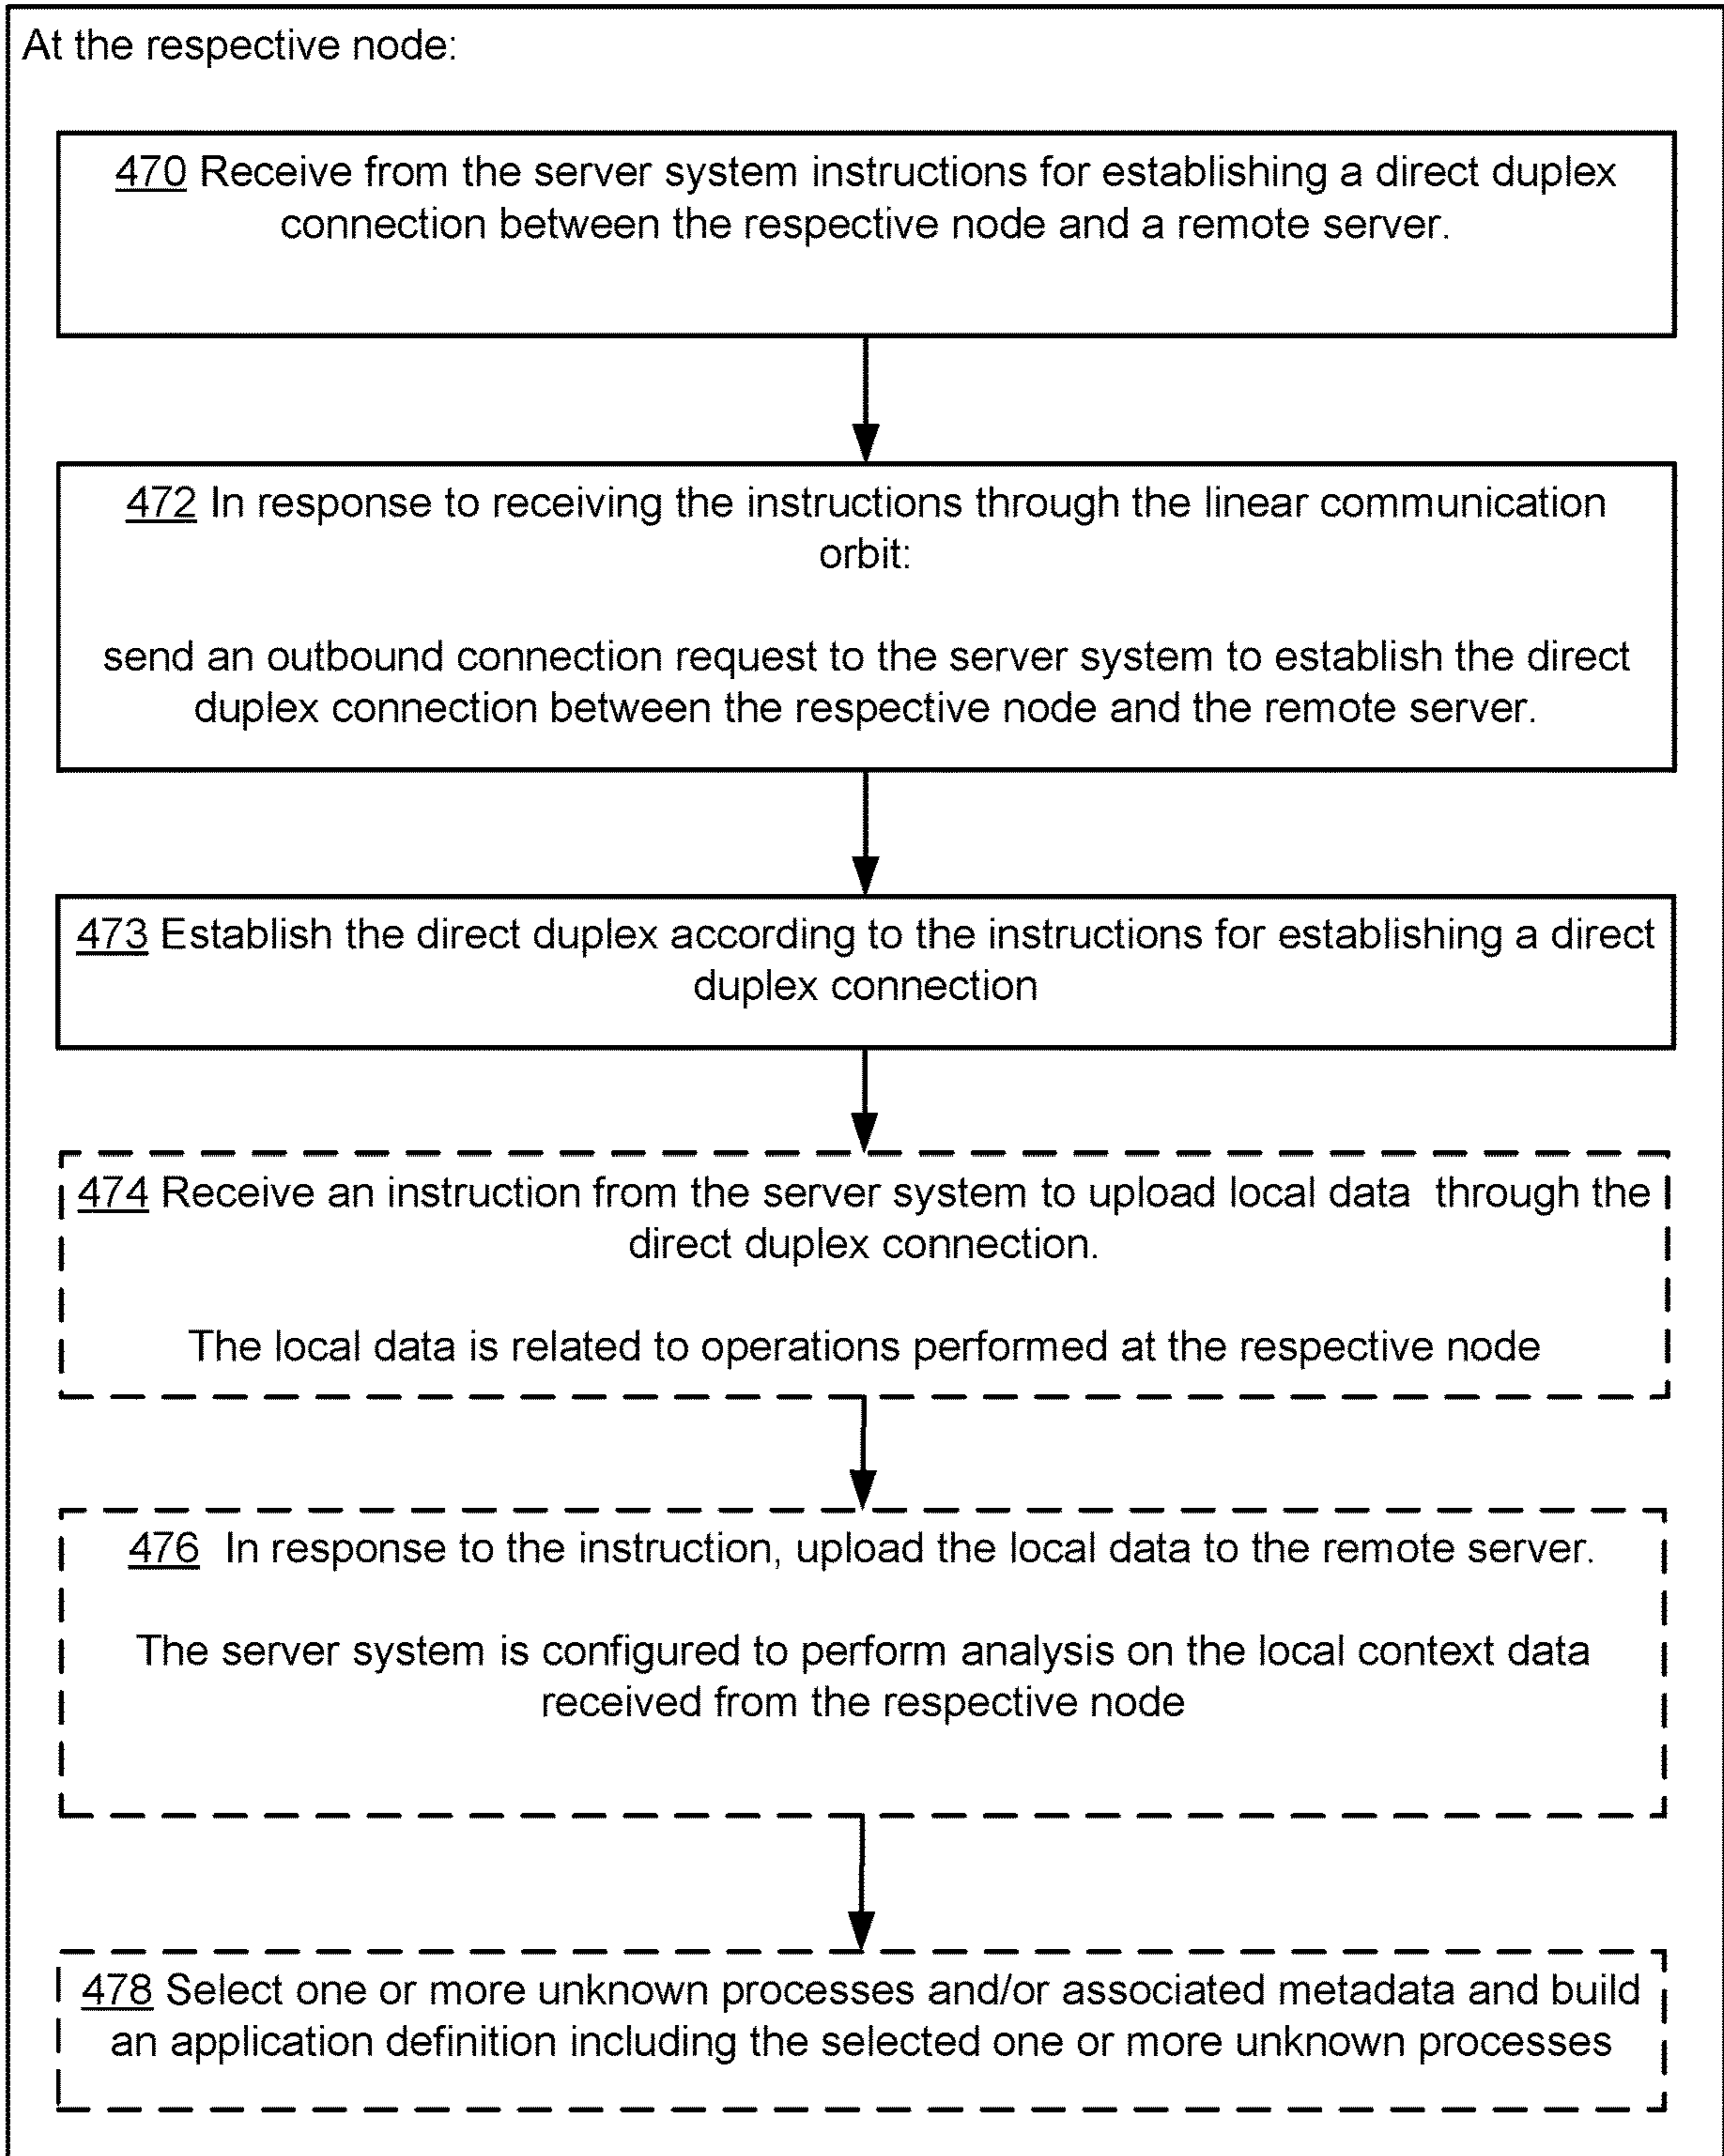 At the respective node:
470 Receive from the server system instructions for establishing a direct duplex
connection between the respective node and a remote server.
472 In response to receiving the instructions through the linear communication
orbit:
send an outbound connection request to the server system to establish the direct
duplex connection between the respective node and the remote server.
473 Establish the direct duplex according to the instructions for establishing a direct
duplex connection
474 Receive an instruction from the server system to upload local data through the
direct duplex connection.
The local data is related to operations performed at the respective node
476 In response to the instruction, upload the local data to the remote server.
The server system is configured to perform analysis on the local context data
received from the respective node
478 Select one or more unknown processes and/or associated metadata and build
an application definition including the selected one or more unknown processes